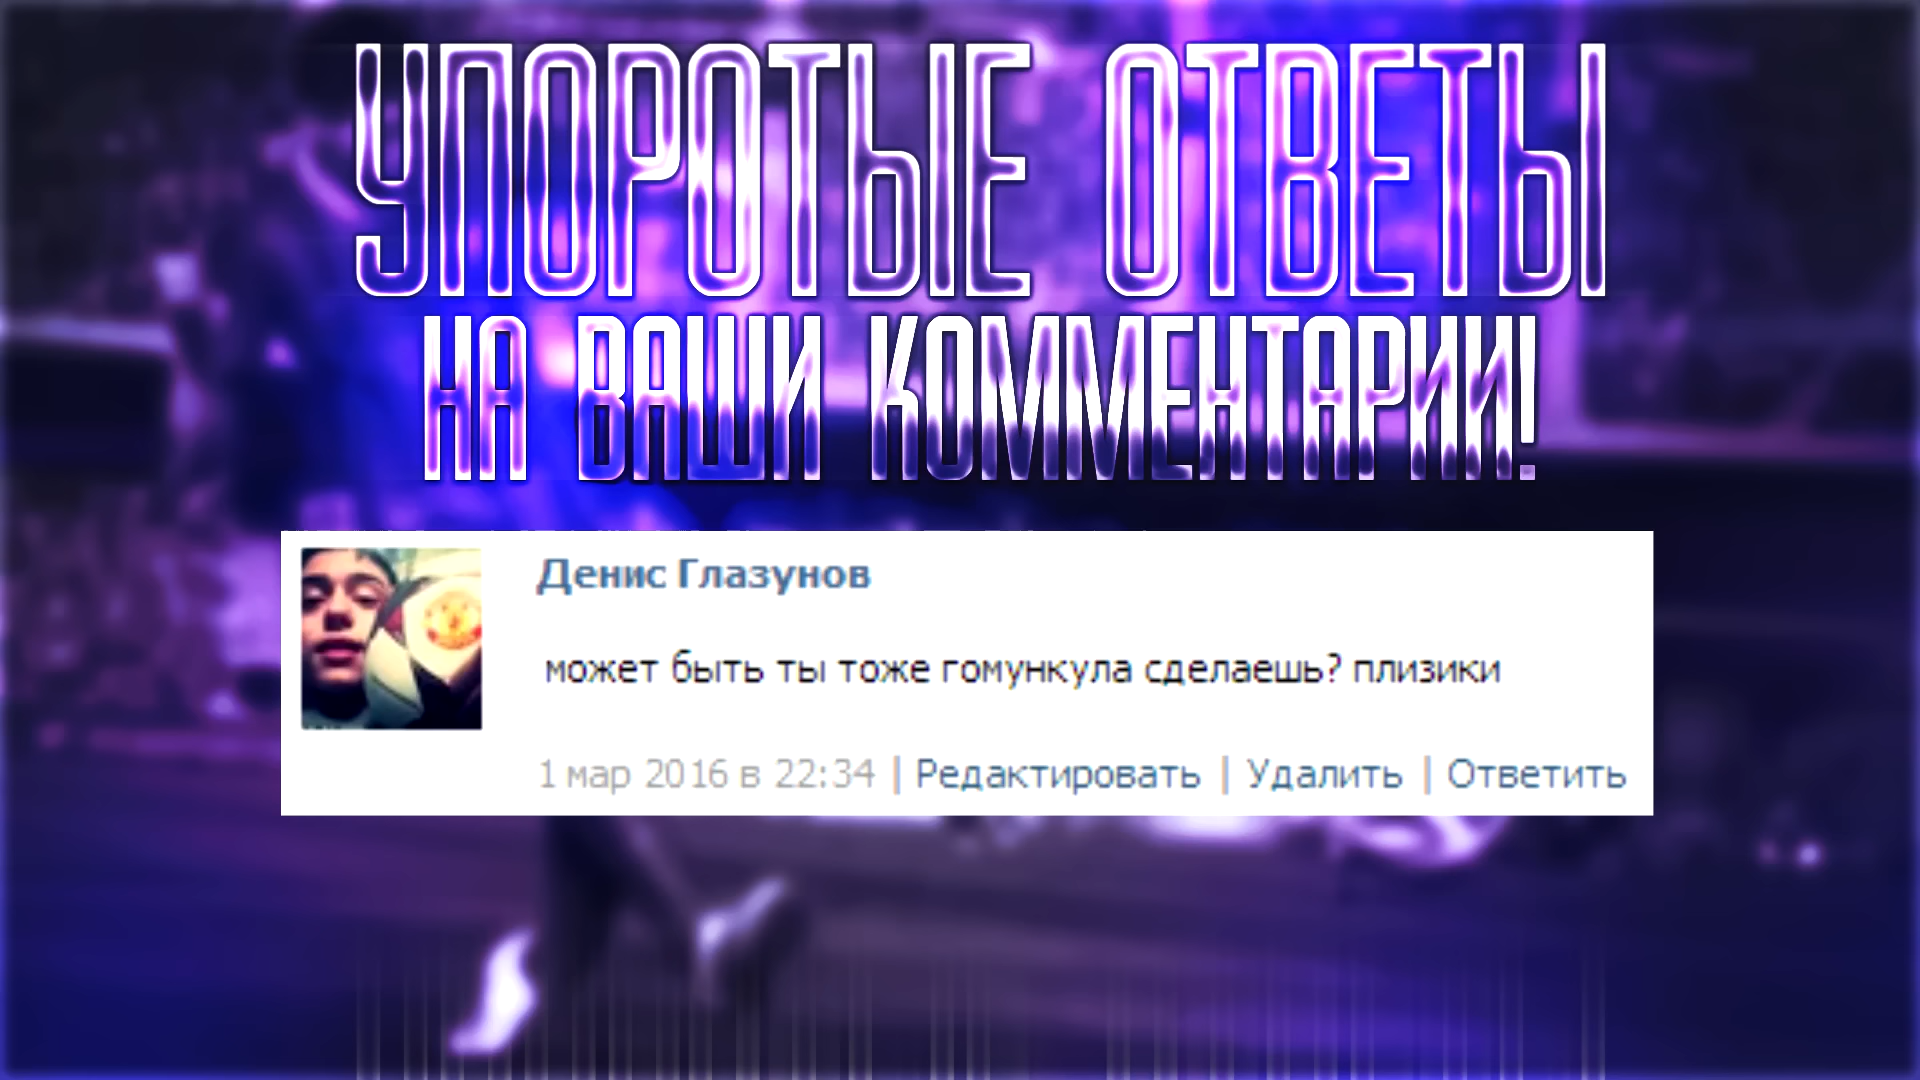 УПОРОТЫЕ ОТВЕТЫ
НА ВАШИ КОММЕНТАРИИ!
Денис Глазунов
может быть ты тоже гомункула сделаешь? плизики
1 мар 2016 в 22:34 | Редактировать | Удалить | Ответить